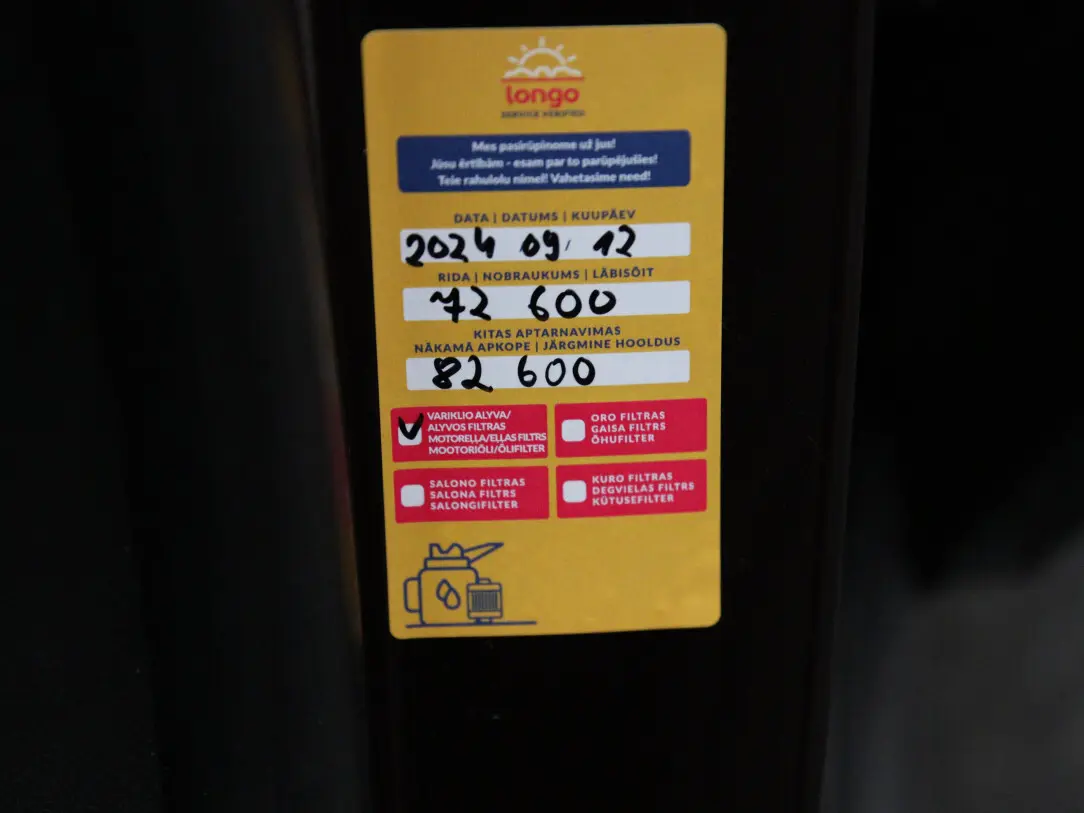 longo
SERVICE VERIFIED
Mes pasirūpinome už jus!
Jūsu ērtībām - esam par to parūpējušies!
Teie rahulolu nimel! Vahetasime need!
DATA | DATUMS | KUUPÄEV
2024 09 / 12
RIDA | NOBRAUKUMS | LÄBISÕIT
72 600
KITAS APTARNAVIMAS
NĀKAMĀ APKOPE | JÄRGMINE HOOLDUS
82 600
VARIKLIO ALYVA/
ALYVOS FILTRAS
MOTOREĻĻA/EĻĻAS FILTRS
MOOTORIÕLI/ÕLIFILTER
ORO FILTRAS
GAISA FILTRS
ÕHUFILTER
SALONO FILTRAS
SALONA FILTRS
SALONGIFILTER
KURO FILTRAS
DEGVIELAS FILTRS
KÜTUSEFILTER